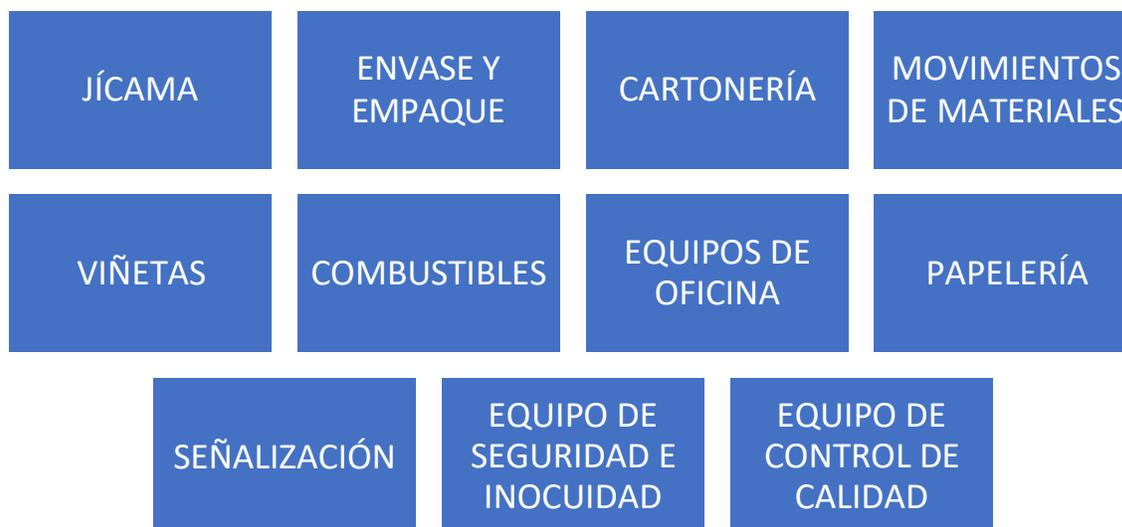 JÍCAMA
ENVASE Y
EMPAQUE
CARTONERÍA
MOVIMIENTOS
DE MATERIALES
VIÑETAS
COMBUSTIBLES
EQUIPOS DE
OFICINA
PAPELERÍA
SEÑALIZACIÓN
EQUIPO DE
SEGURIDAD E
INOCUIDAD
EQUIPO DE
CONTROL DE
CALIDAD